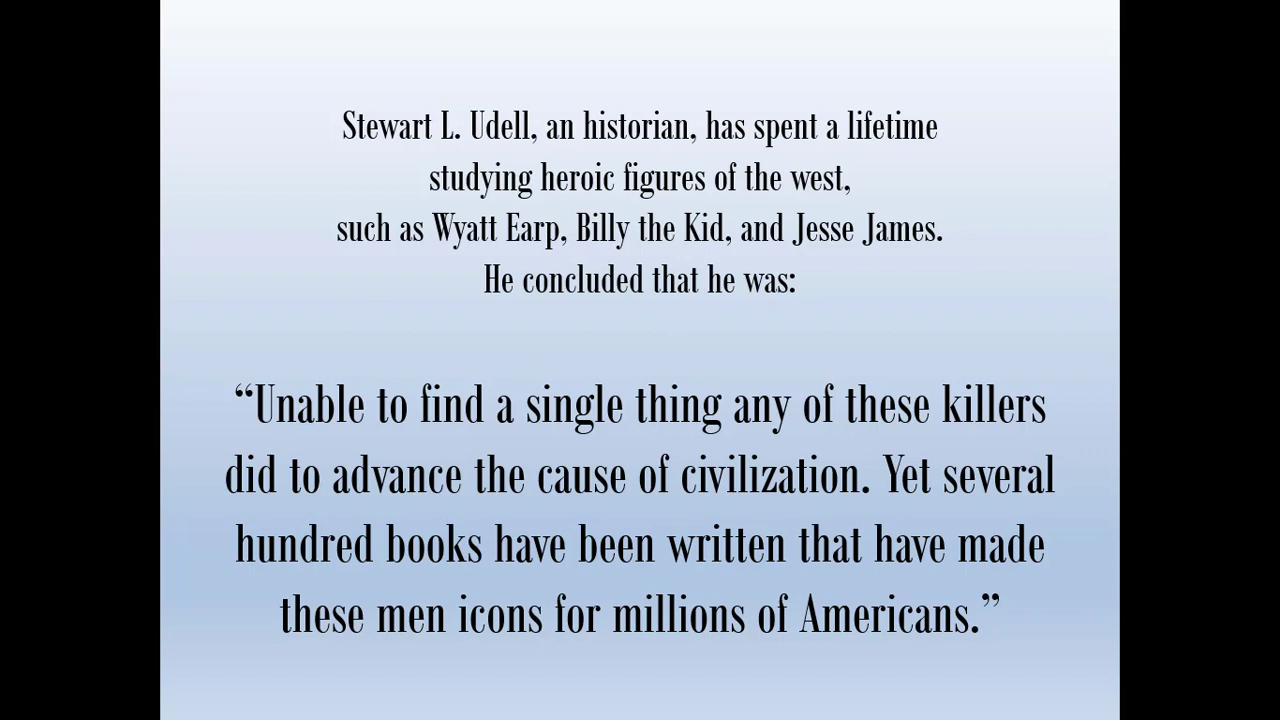 Stewart L. Udell, an historian, has spent a lifetime
studying heroic figures of the west,
such as Wyatt Earp, Billy the Kid, and Jesse James.
He concluded that he was:
“Unable to find a single thing any of these killers
did to advance the cause of civilization. Yet several
hundred books have been written that have made
these men icons for millions of Americans.”